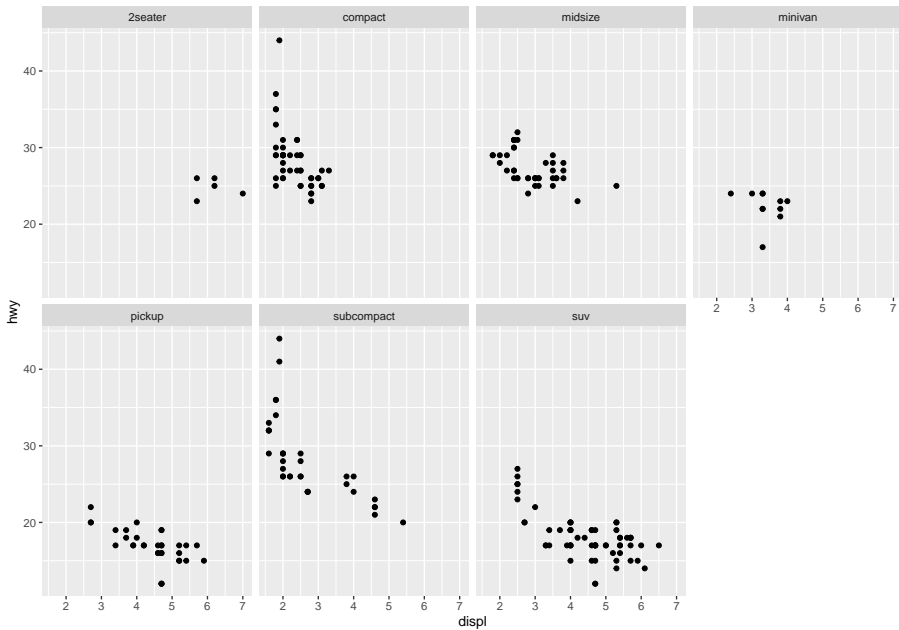 2seater compact midsize minivan
40
30
20
2 3 4 5 6 7
pickup subcompact suv
40
30
20
2 3 4 5 6 7 2 3 4 5 6 7 2 3 4 5 6 7
displ
hwy